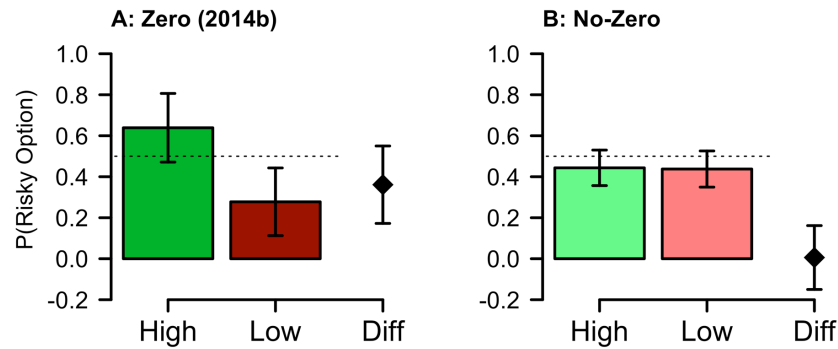 A: Zero (2014b)
P(Risky Option)
1.0
0.8
0.6
0.4
0.2
0.0
-0.2
High Low Diff
B: No-Zero
1.0
0.8
0.6
0.4
0.2
0.0
-0.2
High Low Diff